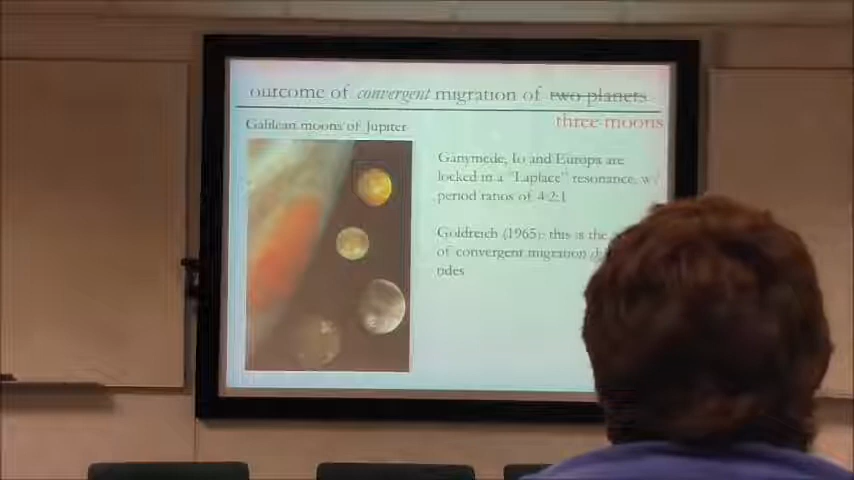 outcome of convergent migration of two planets
three moons
Galilean moons of Jupiter
Ganymede, Io and Europa are
locked in a "Laplace" resonance, w/
period ratios of 4:2:1
Goldreich (1965): this is the
of convergent migration
tides